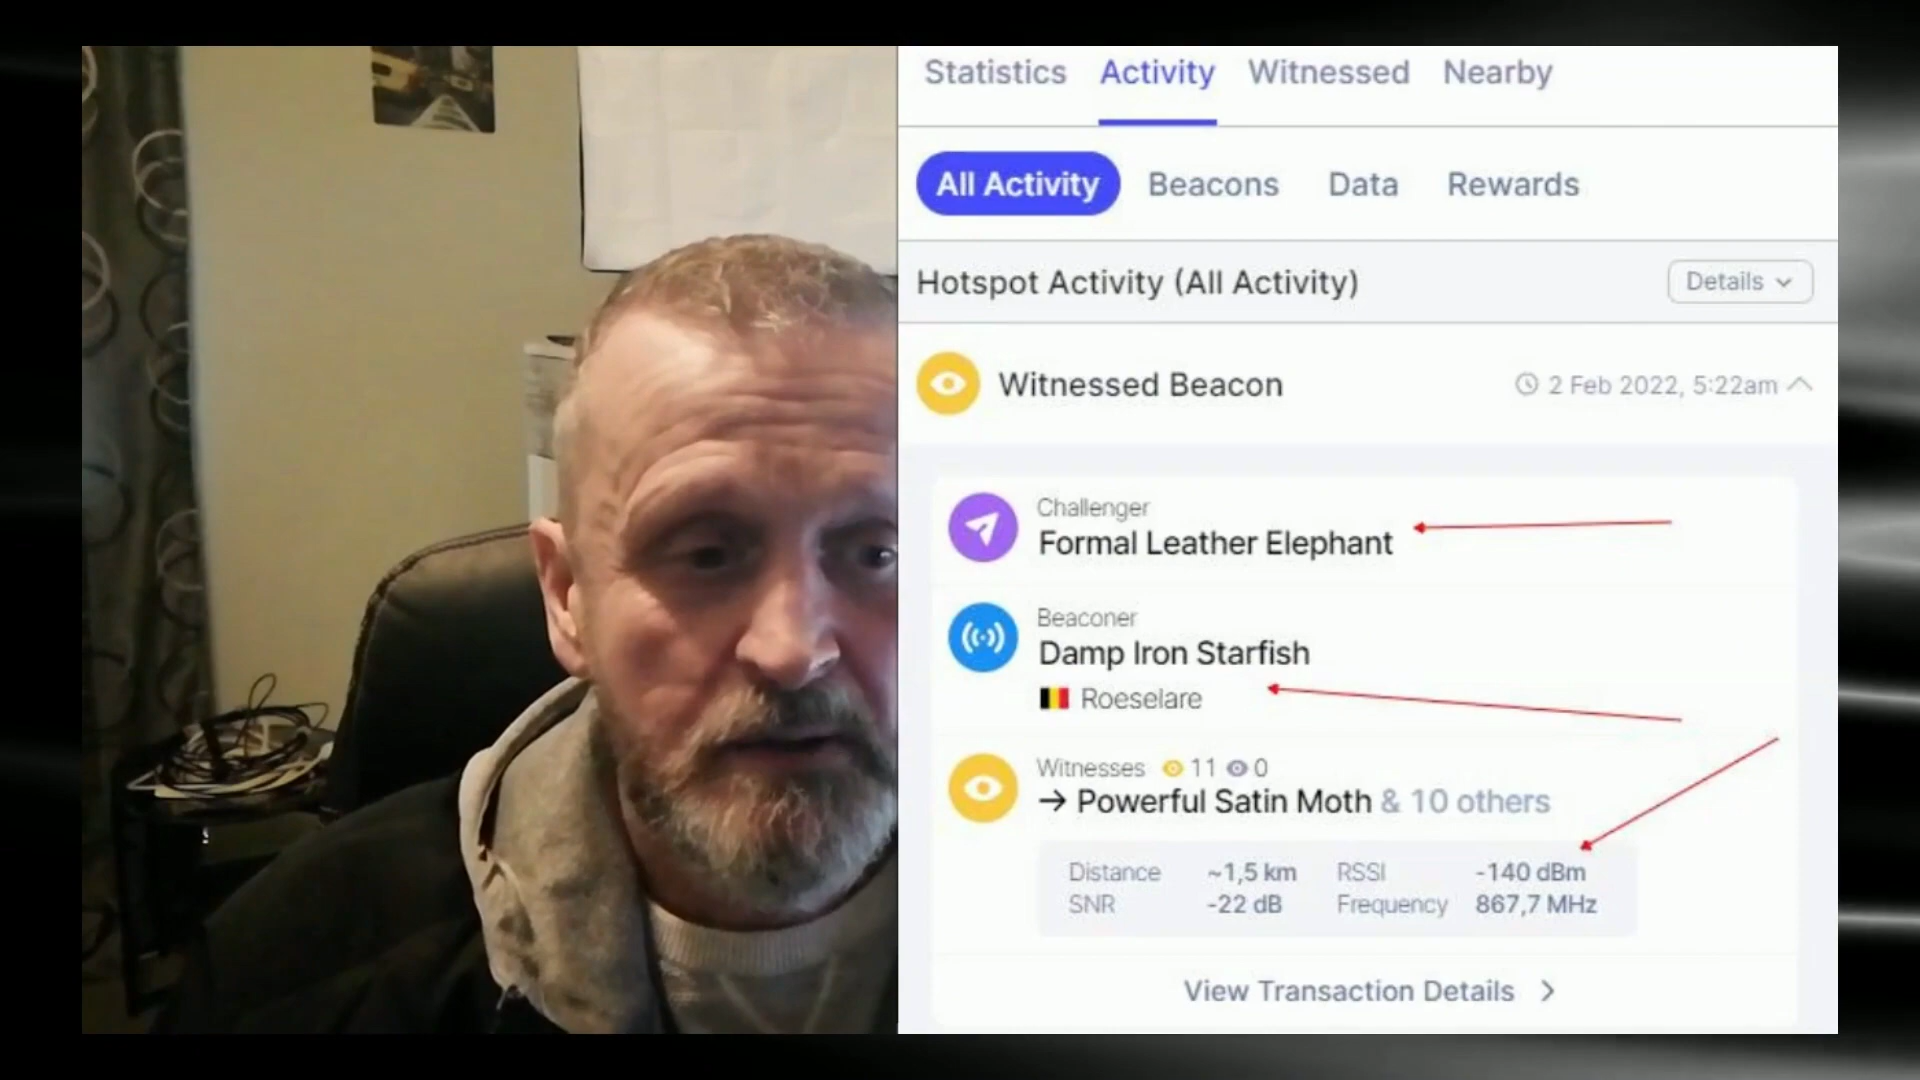 Statistics Activity Witnessed Nearby
All Activity Beacons Data Rewards
Hotspot Activity (All Activity) Details
Witnessed Beacon 2 Feb 2022, 5:22am
Challenger
Formal Leather Elephant
Beaconer
Damp Iron Starfish
Roeselare
Witnesses 11 0
→ Powerful Satin Moth & 10 others
Distance ~1,5 km RSSI -140 dBm
SNR -22 dB Frequency 867,7 MHz
View Transaction Details >